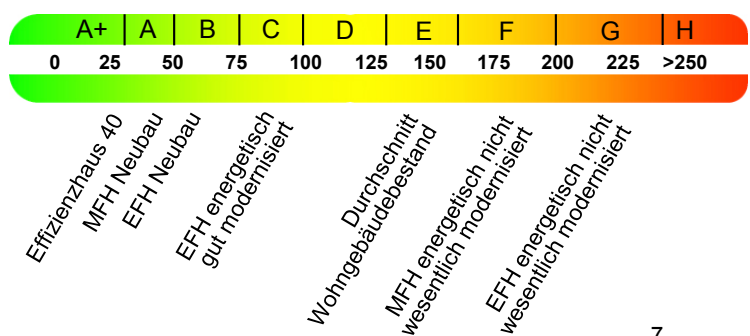 A+ A B C D E F G H
0 25 50 75 100 125 150 175 200 225 >250
Effizienzhaus 40
MFH Neubau
EFH Neubau
EFH energetisch
gut modernisiert
Durchschnitt
Wohngebäudebestand
MFH energetisch nicht
wesentlich modernisiert
EFH energetisch nicht
wesentlich modernisiert
7